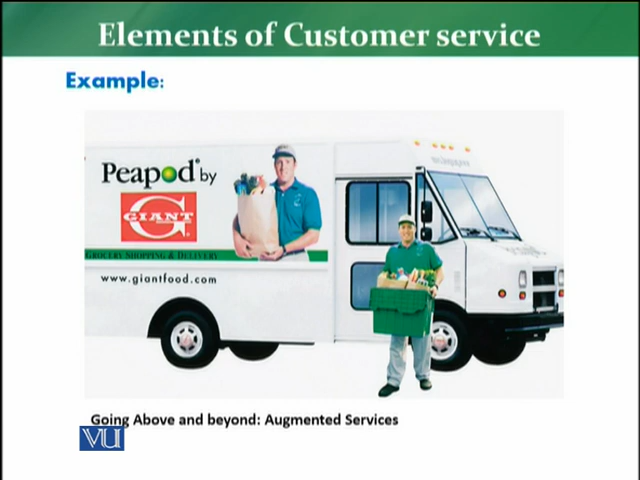 Elements of Customer service
Example:
Peapod® by
GIANT
GROCERY SHOPPING & DELIVERY
www.giantfood.com
Going Above and beyond: Augmented Services
VU